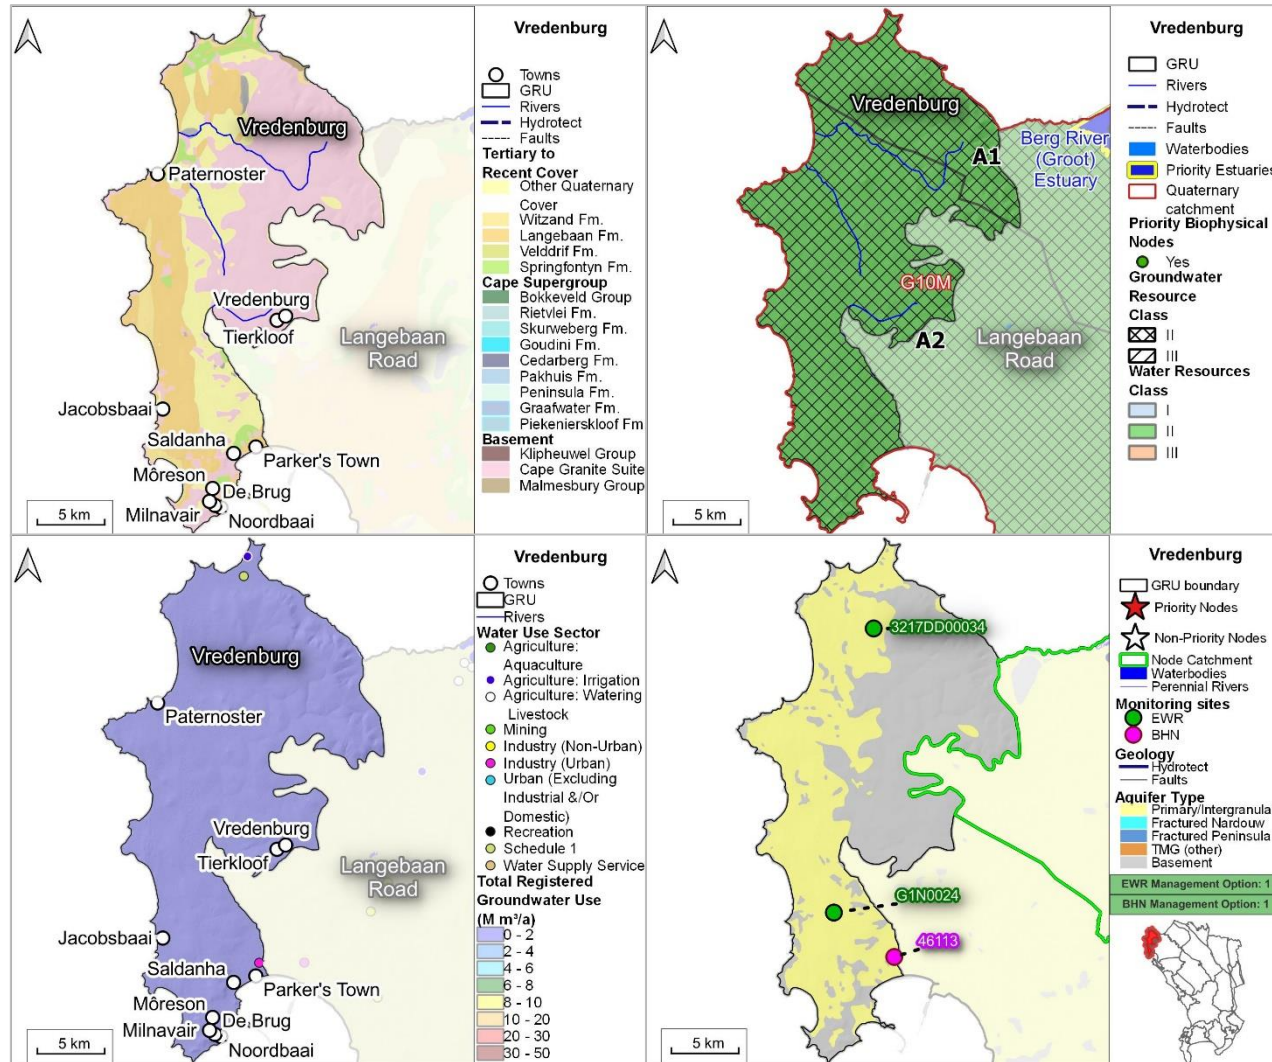 Vredenburg
Paternoster
Vredenburg
Tierkloof
Langebaan
Road
Jacobsbaai
Saldanha
Parker's Town
Môreson
De Brug
Milnavair
Noordbaai
5 km
Vredenburg
Towns
GRU
Rivers
Hydrotect
Faults
Tertiary to
Recent Cover
Other Quaternary
Cover
Witzand Fm.
Langebaan Fm.
Velddrif Fm.
Springfontyn Fm.
Cape Supergroup
Bokkeveld Group
Rietvlei Fm.
Skurweberg Fm.
Goudini Fm.
Cedarberg Fm.
Pakhuis Fm.
Peninsula Fm.
Graafwater Fm.
Piekenierskloof Fm
Basement
Klipheuwel Group
Cape Granite Suite
Malmesbury Group
Vredenburg
A1
Berg River
(Groot)
Estuary
G10M
A2
Langebaan
Road
5 km
Vredenburg
GRU
Rivers
Hydrotect
Faults
Waterbodies
Priority Estuaries
Quaternary
catchment
Priority Biophysical
Nodes
Yes
Groundwater
Resource
Class
II
III
Water Resources
Class
I
II
III
Vredenburg
Paternoster
Vredenburg
Tierkloof
Langebaan
Road
Jacobsbaai
Saldanha
Parker's Town
Môreson
De Brug
Milnavair
Noordbaai
5 km
Vredenburg
Towns
GRU
Rivers
Water Use Sector
Agriculture:
Aquaculture
Agriculture: Irrigation
Agriculture: Watering
Livestock
Mining
Industry (Non-Urban)
Industry (Urban)
Urban (Excluding
Industrial &/Or
Domestic)
Recreation
Schedule 1
Water Supply Service
Total Registered
Groundwater Use
(M m³/a)
0 - 2
2 - 4
4 - 6
6 - 8
8 - 10
10 - 20
20 - 30
30 - 50
3217DD00034
G1N0024
46113
5 km
Vredenburg
GRU boundary
Priority Nodes
Non-Priority Nodes
Node Catchment
Waterbodies
Perennial Rivers
Monitoring sites
EWR
BHN
Geology
Hydrotect
Faults
Aquifer Type
Primary/Intergranula
Fractured Nardouw
Fractured Peninsula
TMG (other)
Basement
EWR Management Option: 1
BHN Management Option: 1